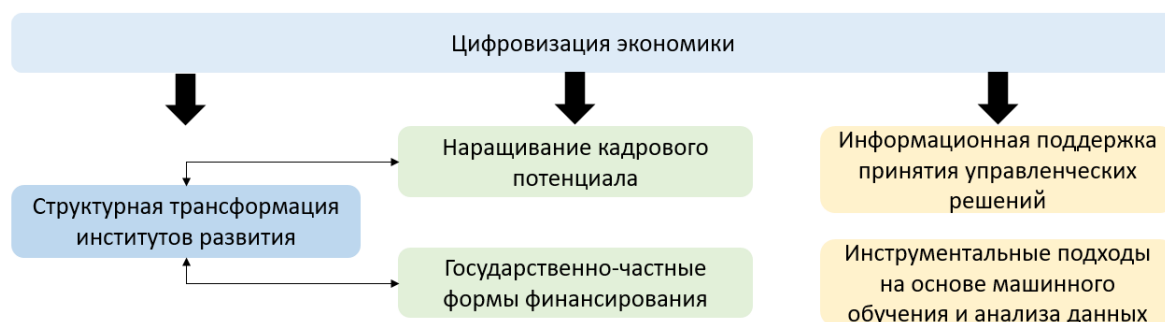 Цифровизация экономики
Наращивание кадрового
потенциала
Информационная поддержка
принятия управленческих
решений
Структурная трансформация
институтов развития
Государственно-частные
формы финансирования
Инструментальные подходы
на основе машинного
обучения и анализа данных